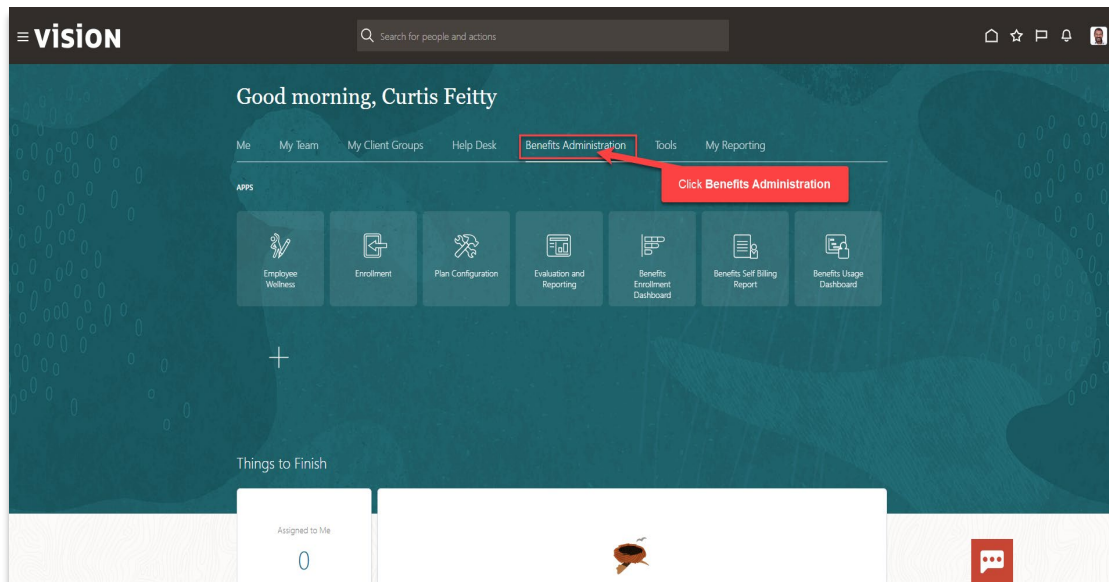 VISION
Search for people and actions
Good morning, Curtis Feitty
Me My Team My Client Groups Help Desk Benefits Administration Tools My Reporting
Click Benefits Administration
APPS
Employee
Wellness
Enrollment
Plan Configuration
Evaluation and
Reporting
Benefits
Enrollment
Dashboard
Benefits Self Billing
Report
Benefits Usage
Dashboard
Things to Finish
Assigned to Me
0